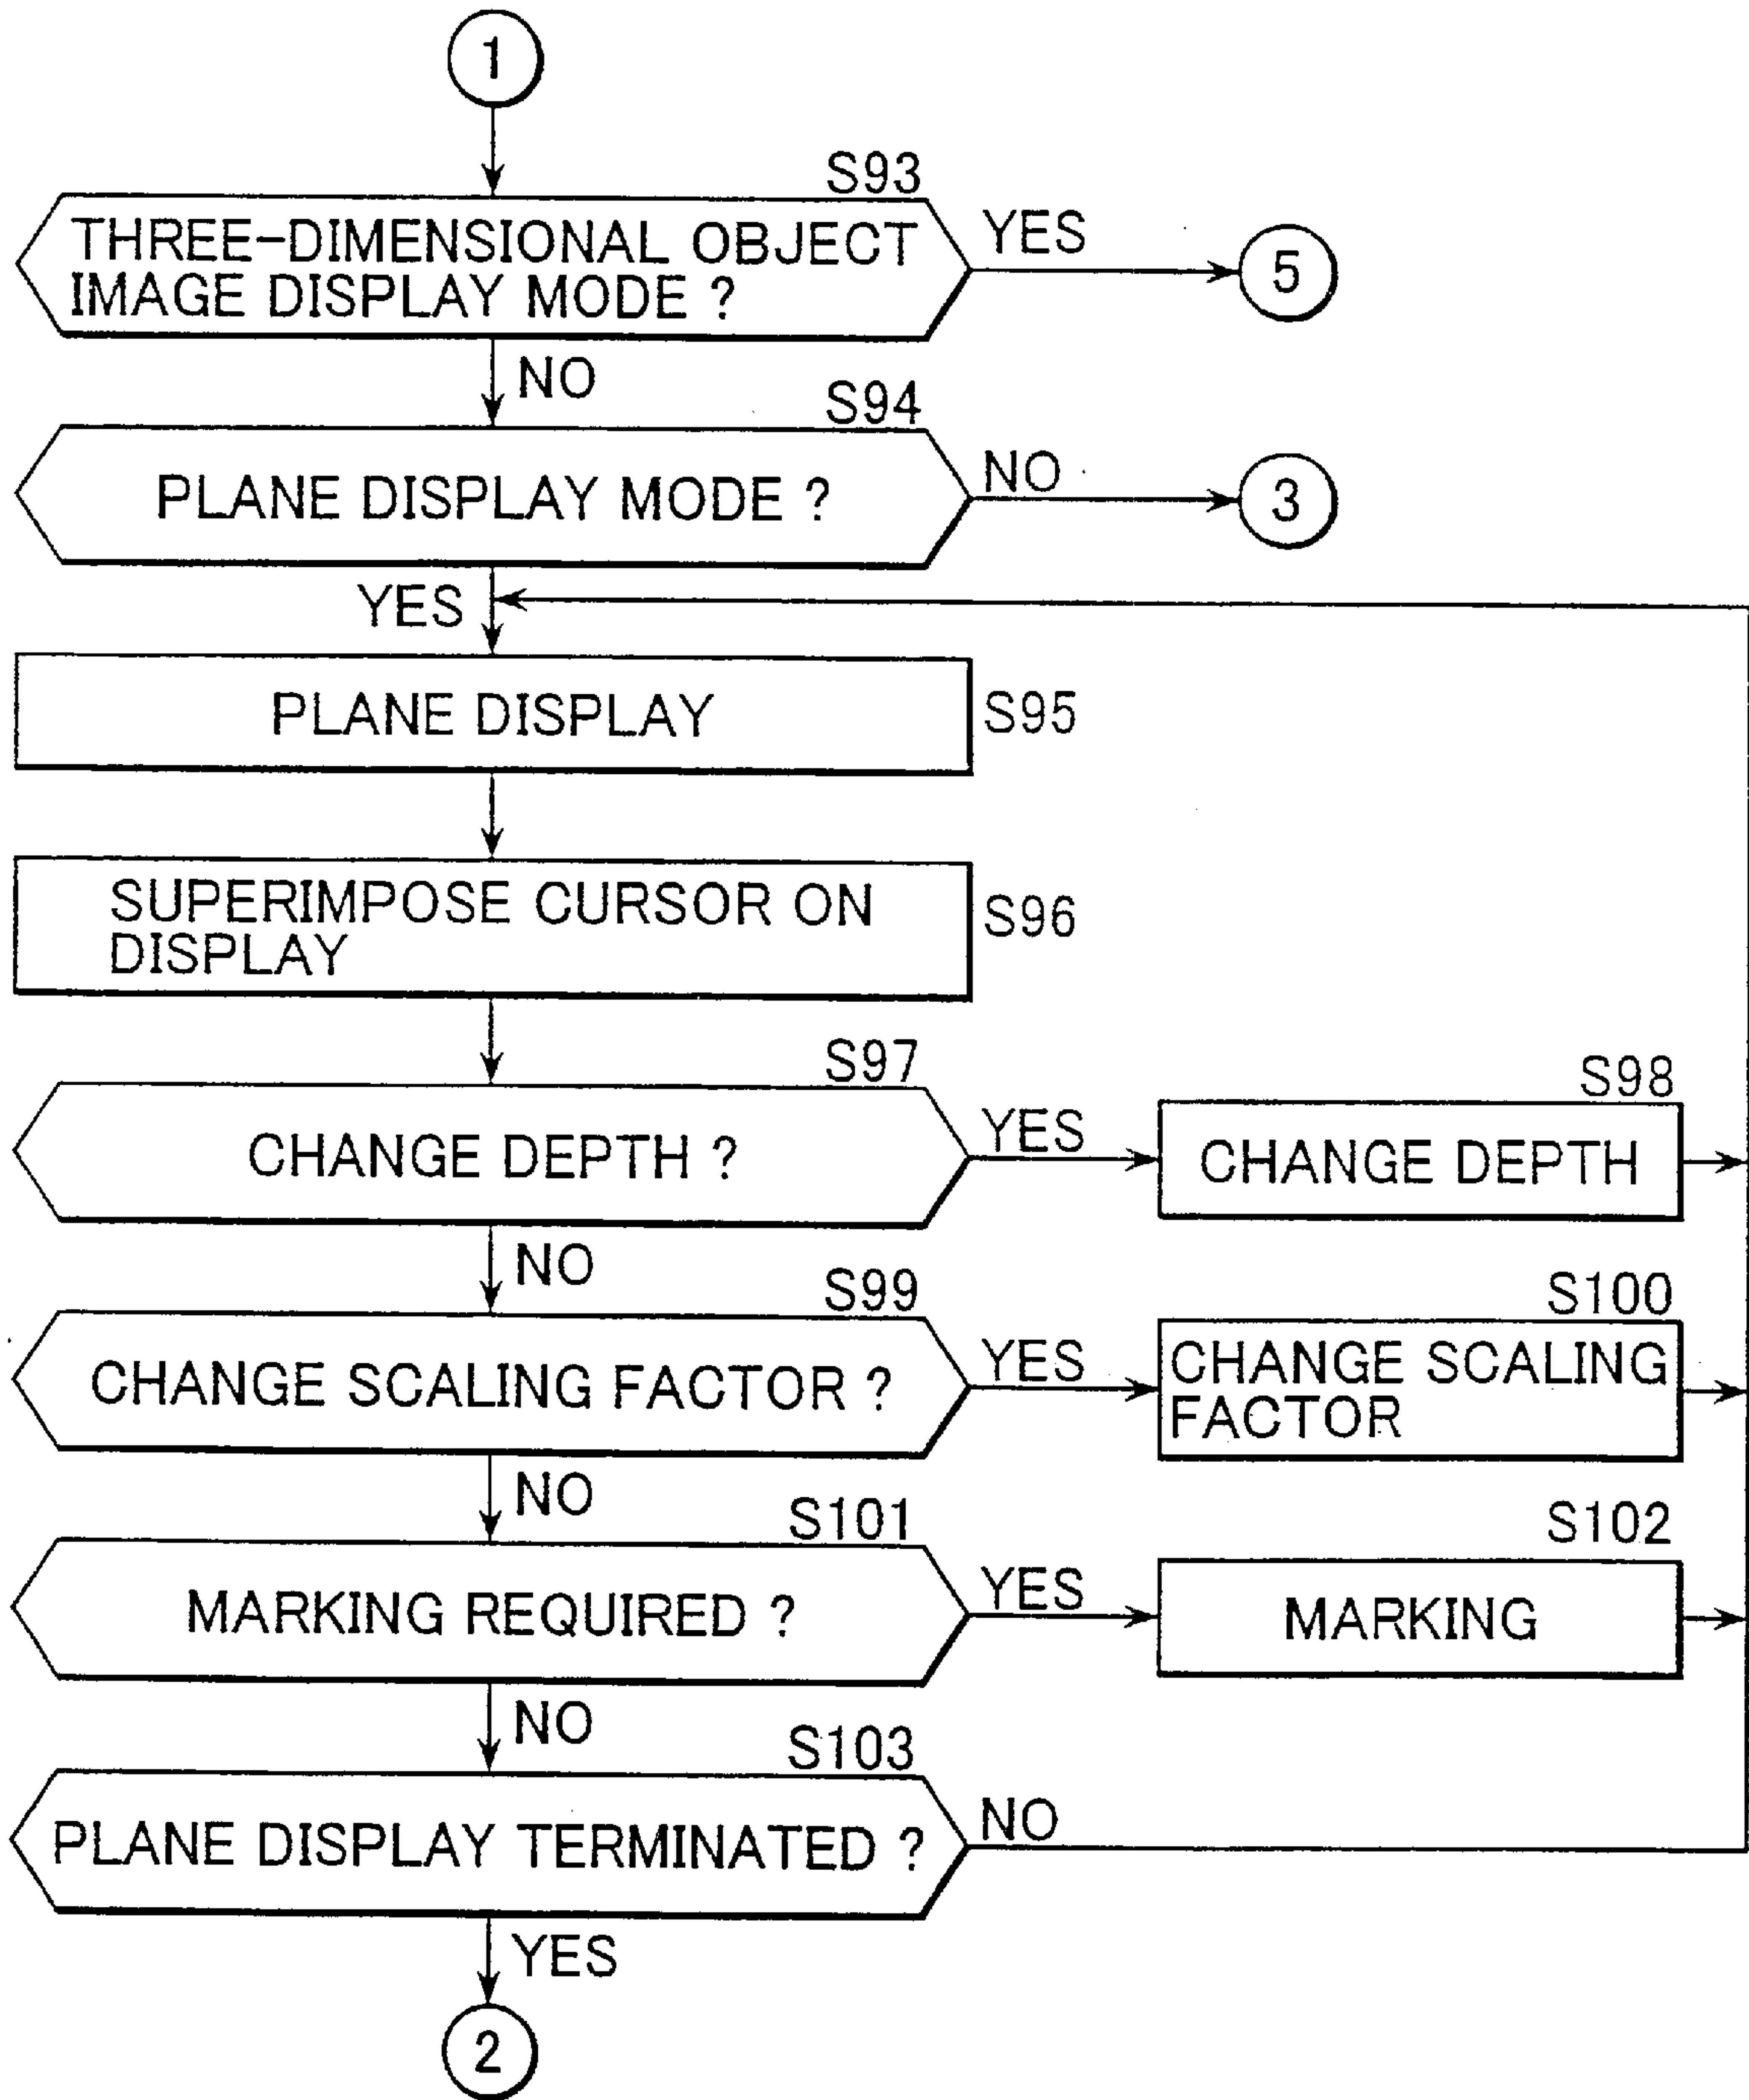 1
S93
THREE-DIMENSIONAL OBJECT
IMAGE DISPLAY MODE ?
YES
5
NO
S94
PLANE DISPLAY MODE ?
NO
3
YES
PLANE DISPLAY
S95
SUPERIMPOSE CURSOR ON
DISPLAY
S96
S97
CHANGE DEPTH ?
YES
S98
CHANGE DEPTH
NO
S99
CHANGE SCALING FACTOR ?
YES
S100
CHANGE SCALING
FACTOR
NO
S101
MARKING REQUIRED ?
YES
S102
MARKING
NO
S103
PLANE DISPLAY TERMINATED ?
NO
YES
2